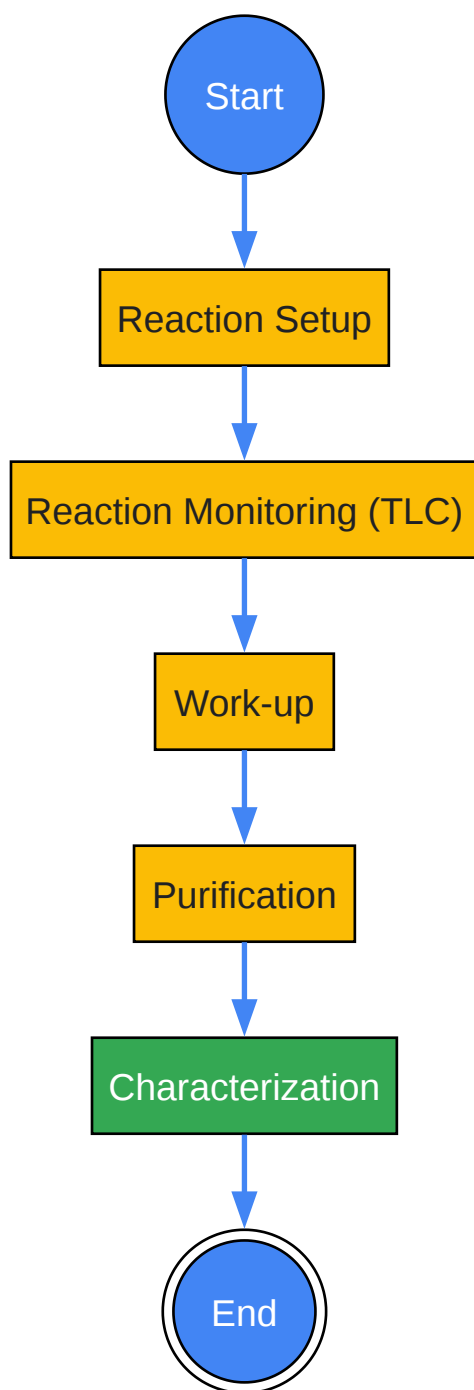 Start
Reaction Setup
Reaction Monitoring (TLC)
Work-up
Purification
Characterization
End